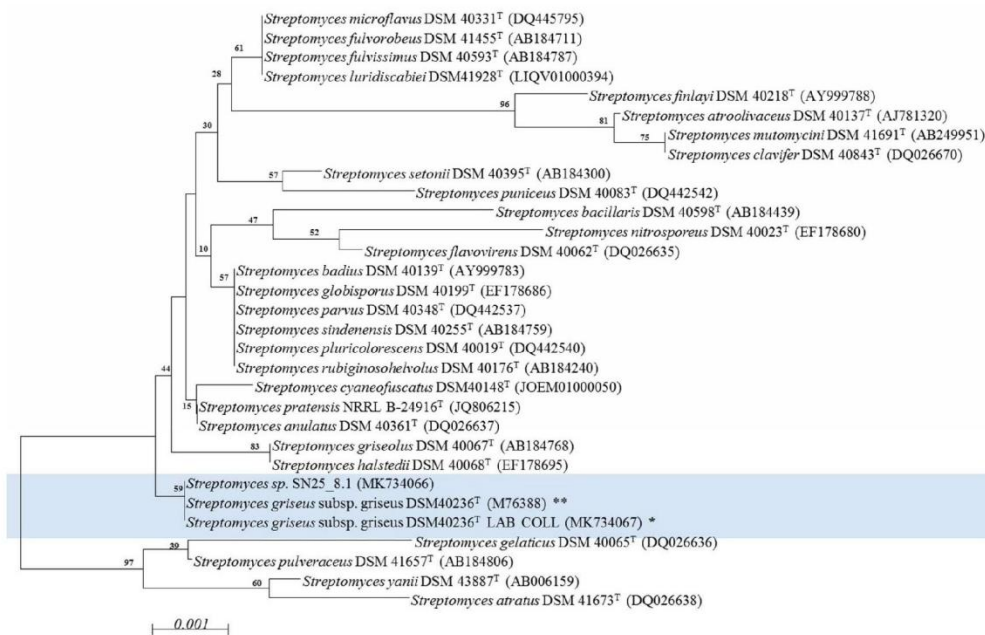 Streptomyces microflavus DSM 40331ᵀ (DQ445795)
Streptomyces fulvorobeus DSM 41455ᵀ (AB184711)
61
Streptomyces fulvissimus DSM 40593ᵀ (AB184787)
Streptomyces luridiscabiei DSM41928ᵀ (LIQV01000394)
28
Streptomyces finlayi DSM 40218ᵀ (AY999788)
96
Streptomyces atroolivaceus DSM 40137ᵀ (AJ781320)
81
30
Streptomyces mutomycini DSM 41691ᵀ (AB249951)
75
Streptomyces clavifer DSM 40843ᵀ (DQ026670)
Streptomyces setonii DSM 40395ᵀ (AB184300)
57
Streptomyces puniceus DSM 40083ᵀ (DQ442542)
Streptomyces bacillaris DSM 40598ᵀ (AB184439)
47
Streptomyces nitrosporeus DSM 40023ᵀ (EF178680)
52
10
Streptomyces flavovirens DSM 40062ᵀ (DQ026635)
Streptomyces badius DSM 40139ᵀ (AY999783)
57
Streptomyces globisporus DSM 40199ᵀ (EF178686)
Streptomyces parvus DSM 40348ᵀ (DQ442537)
Streptomyces sindenensis DSM 40255ᵀ (AB184759)
Streptomyces pluricolorescens DSM 40019ᵀ (DQ442540)
Streptomyces rubiginosohelvolus DSM 40176ᵀ (AB184240)
44
Streptomyces cyaneofuscatus DSM40148ᵀ (JOEM01000050)
15
Streptomyces pratensis NRRL B-24916ᵀ (JQ806215)
Streptomyces anulatus DSM 40361ᵀ (DQ026637)
83
Streptomyces griseolus DSM 40067ᵀ (AB184768)
Streptomyces halstedii DSM 40068ᵀ (EF178695)
Streptomyces sp. SN25_8.1 (MK734066)
59
Streptomyces griseus subsp. griseus DSM40236ᵀ (M76388) **
Streptomyces griseus subsp. griseus DSM40236ᵀ LAB COLL (MK734067) *
Streptomyces gelaticus DSM 40065ᵀ (DQ026636)
39
97
Streptomyces pulveraceus DSM 41657ᵀ (AB184806)
60
Streptomyces yanii DSM 43887ᵀ (AB006159)
Streptomyces atratus DSM 41673ᵀ (DQ026638)
0.001